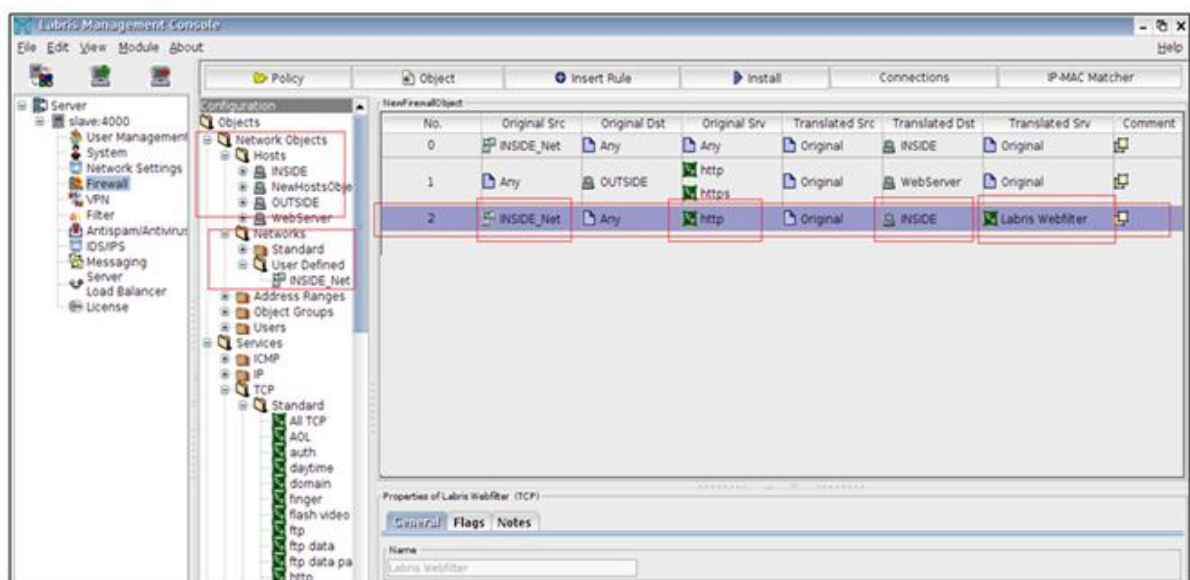 Labris Management Console
File Edit View Module About Help
Policy Object Insert Rule Install Connections IP-MAC Matcher
Server
slave:4000
User Management
System
Network Settings
Firewall
VPN
Filter
Antispam/Antivirus
IDS/IPS
Messaging
Server
Load Balancer
License
Configuration
Objects
Network Objects
Hosts
INSIDE
NewHostsObje
OUTSIDE
WebServer
Networks
Standard
User Defined
INSIDE_Net
Address Ranges
Object Groups
Users
Services
ICMP
IP
TCP
Standard
All TCP
AOL
auth
daytime
domain
finger
flash video
ftp
ftp data
ftp data pa
http
NewFirewallObject
No. Original Src Original Dst Original Srv Translated Src Translated Dst Translated Srv Comment
0 INSIDE_Net Any Any Original INSIDE Original
1 Any OUTSIDE http https Original WebServer Original
2 INSIDE_Net Any http Original INSIDE Labris Webfilter
Properties of Labris Webfilter (TCP)
General Flags Notes
Name
Labris Webfilter